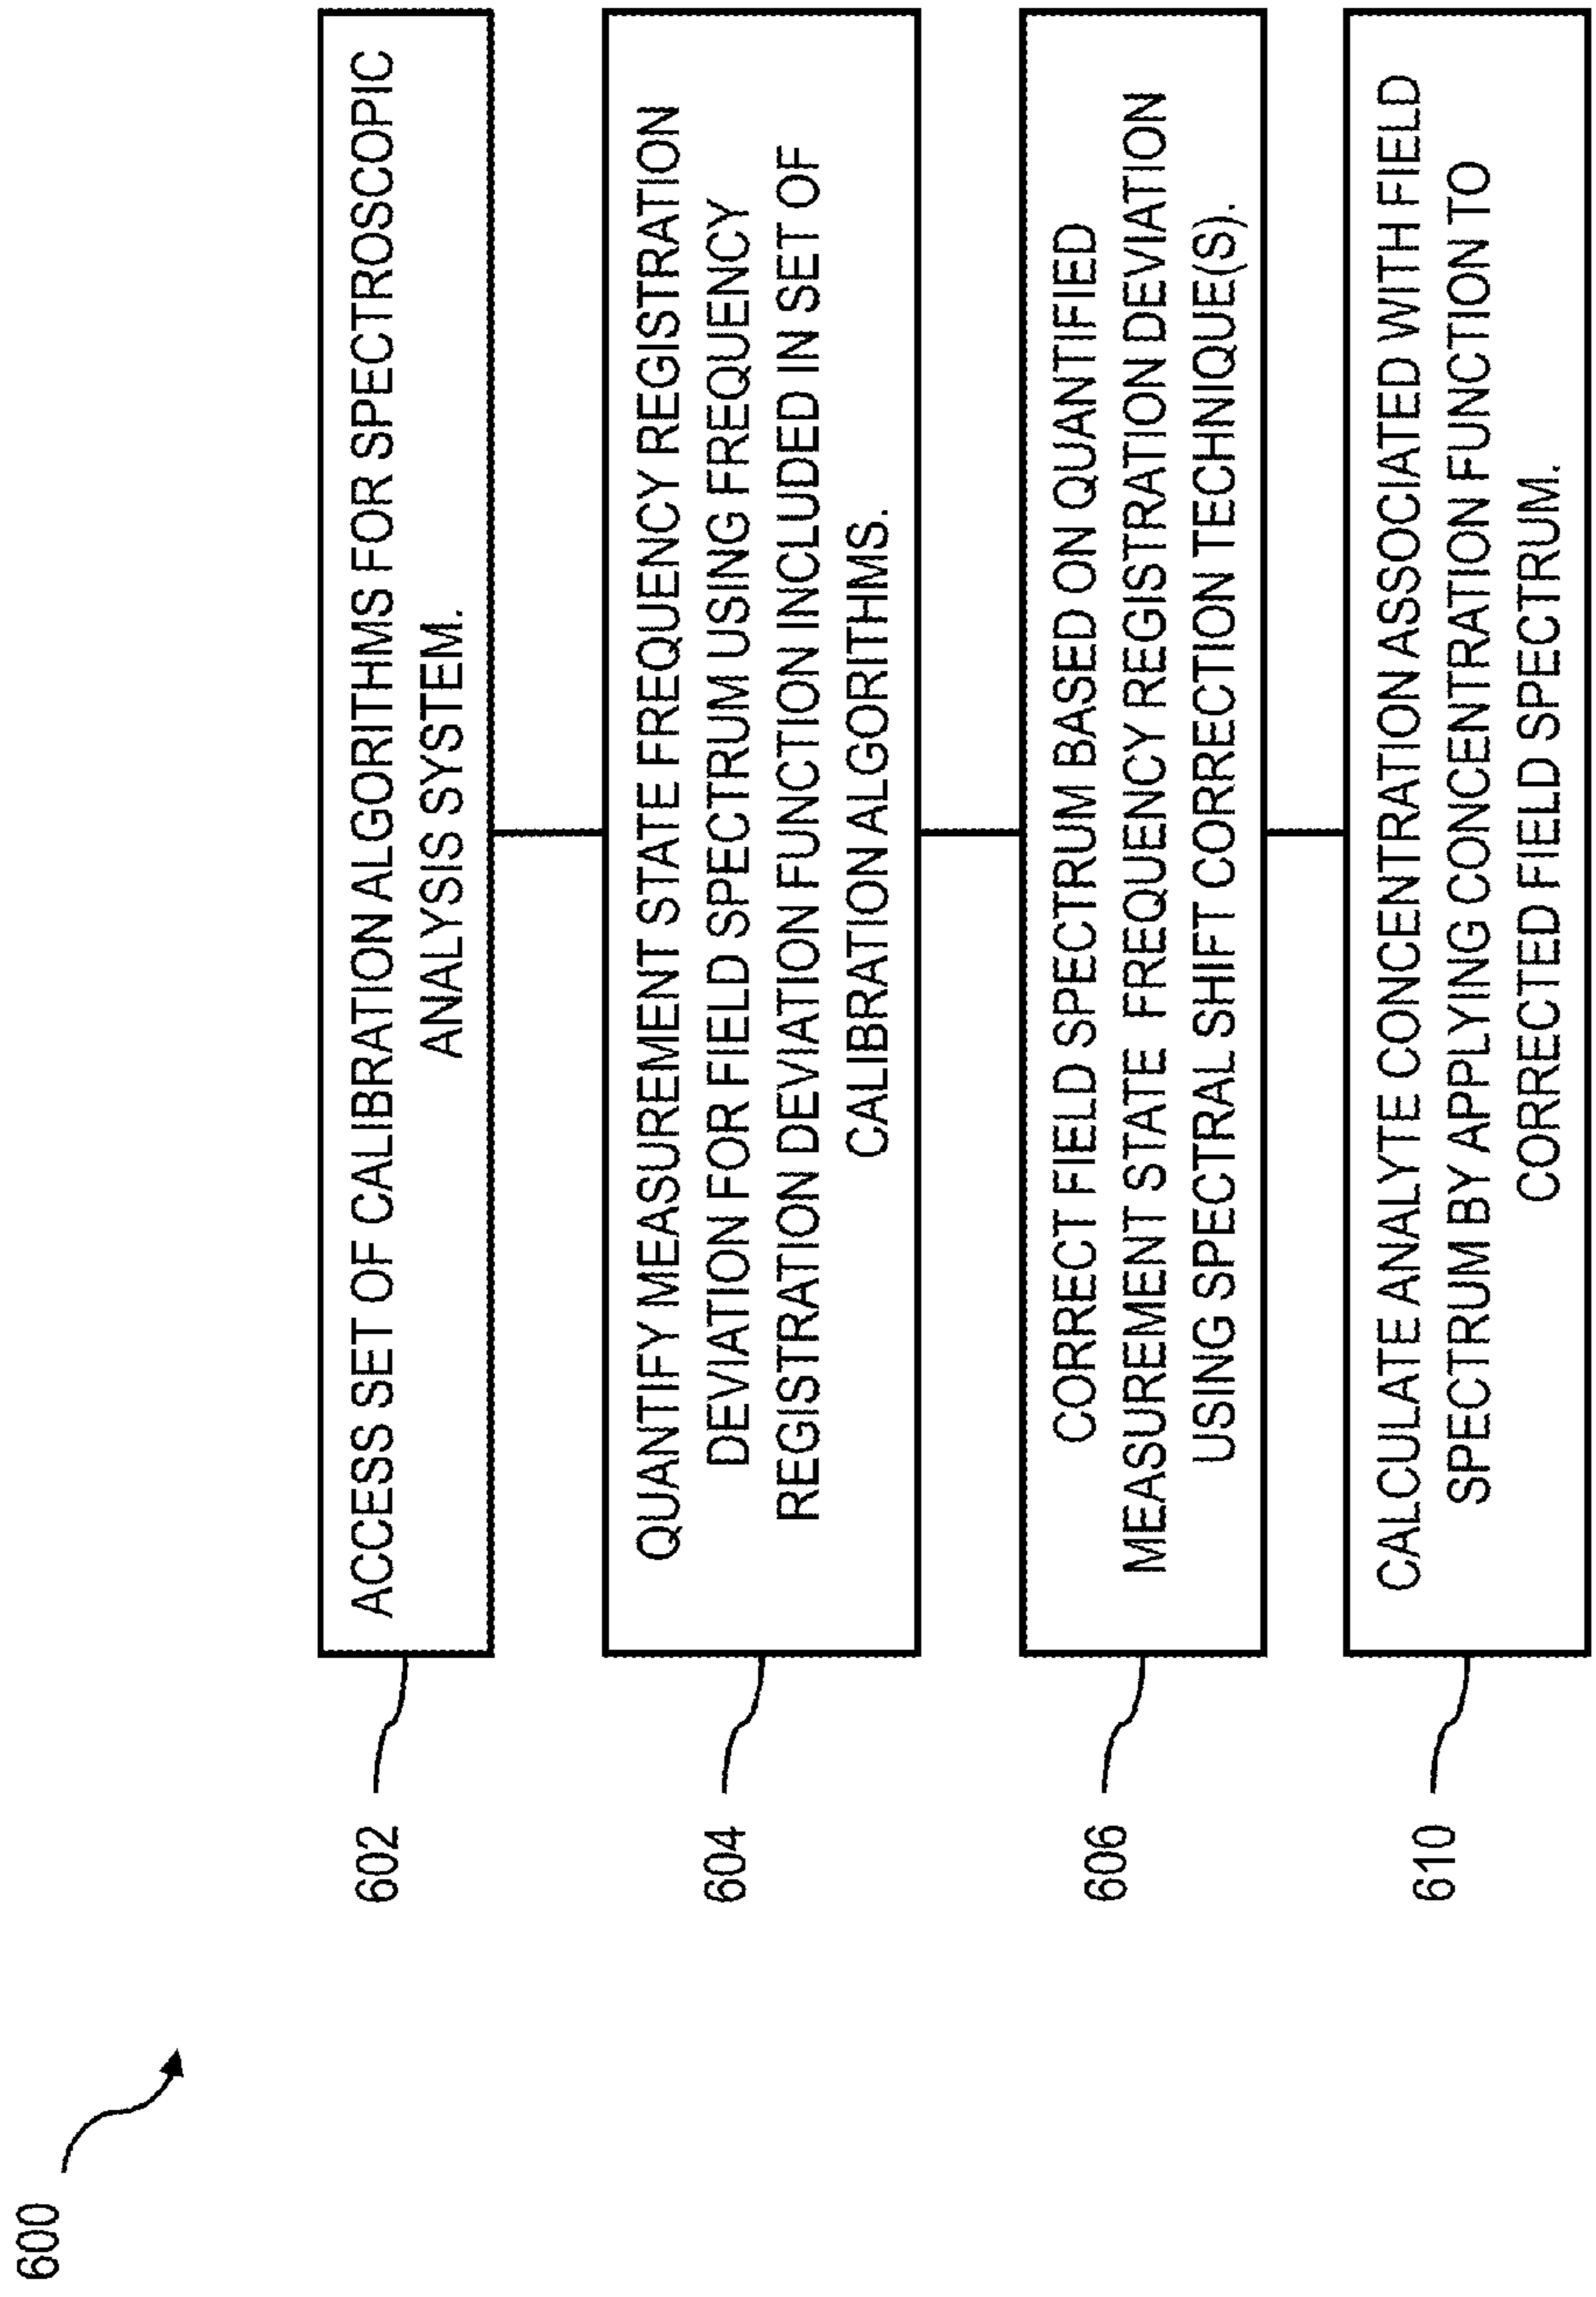 600
602
ACCESS SET OF CALIBRATION ALGORITHMS FOR SPECTROSCOPIC
ANALYSIS SYSTEM.
604
QUANTIFY MEASUREMENT STATE FREQUENCY REGISTRATION
DEVIATION FOR FIELD SPECTRUM USING FREQUENCY
REGISTRATION DEVIATION FUNCTION INCLUDED IN SET OF
CALIBRATION ALGORITHMS.
606
CORRECT FIELD SPECTRUM BASED ON QUANTIFIED
MEASUREMENT STATE FREQUENCY REGISTRATION DEVIATION
USING SPECTRAL SHIFT CORRECTION TECHNIQUE(S).
610
CALCULATE ANALYTE CONCENTRATION ASSOCIATED WITH FIELD
SPECTRUM BY APPLYING CONCENTRATION FUNCTION TO
CORRECTED FIELD SPECTRUM.